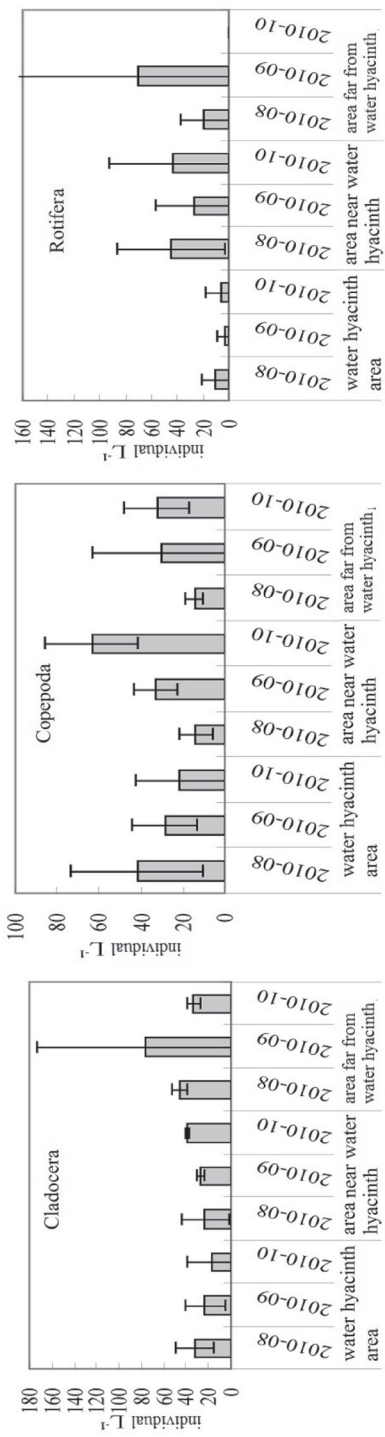 Cladocera
individual L⁻¹
180
160
140
120
100
80
60
40
20
0
2010-08
2010-09
2010-10
2010-08
2010-09
2010-10
2010-08
2010-09
2010-10
water hyacinth
area
area near water
hyacinth
area far from
water hyacinth
Copepoda
individual L⁻¹
100
80
60
40
20
0
2010-08
2010-09
2010-10
2010-08
2010-09
2010-10
2010-08
2010-09
2010-10
water hyacinth
area
area near water
hyacinth
area far from
water hyacinth
Rotifera
individual L⁻¹
160
140
120
100
80
60
40
20
0
2010-08
2010-09
2010-10
2010-08
2010-09
2010-10
2010-08
2010-09
2010-10
water hyacinth
area
area near water
hyacinth
area far from
water hyacinth